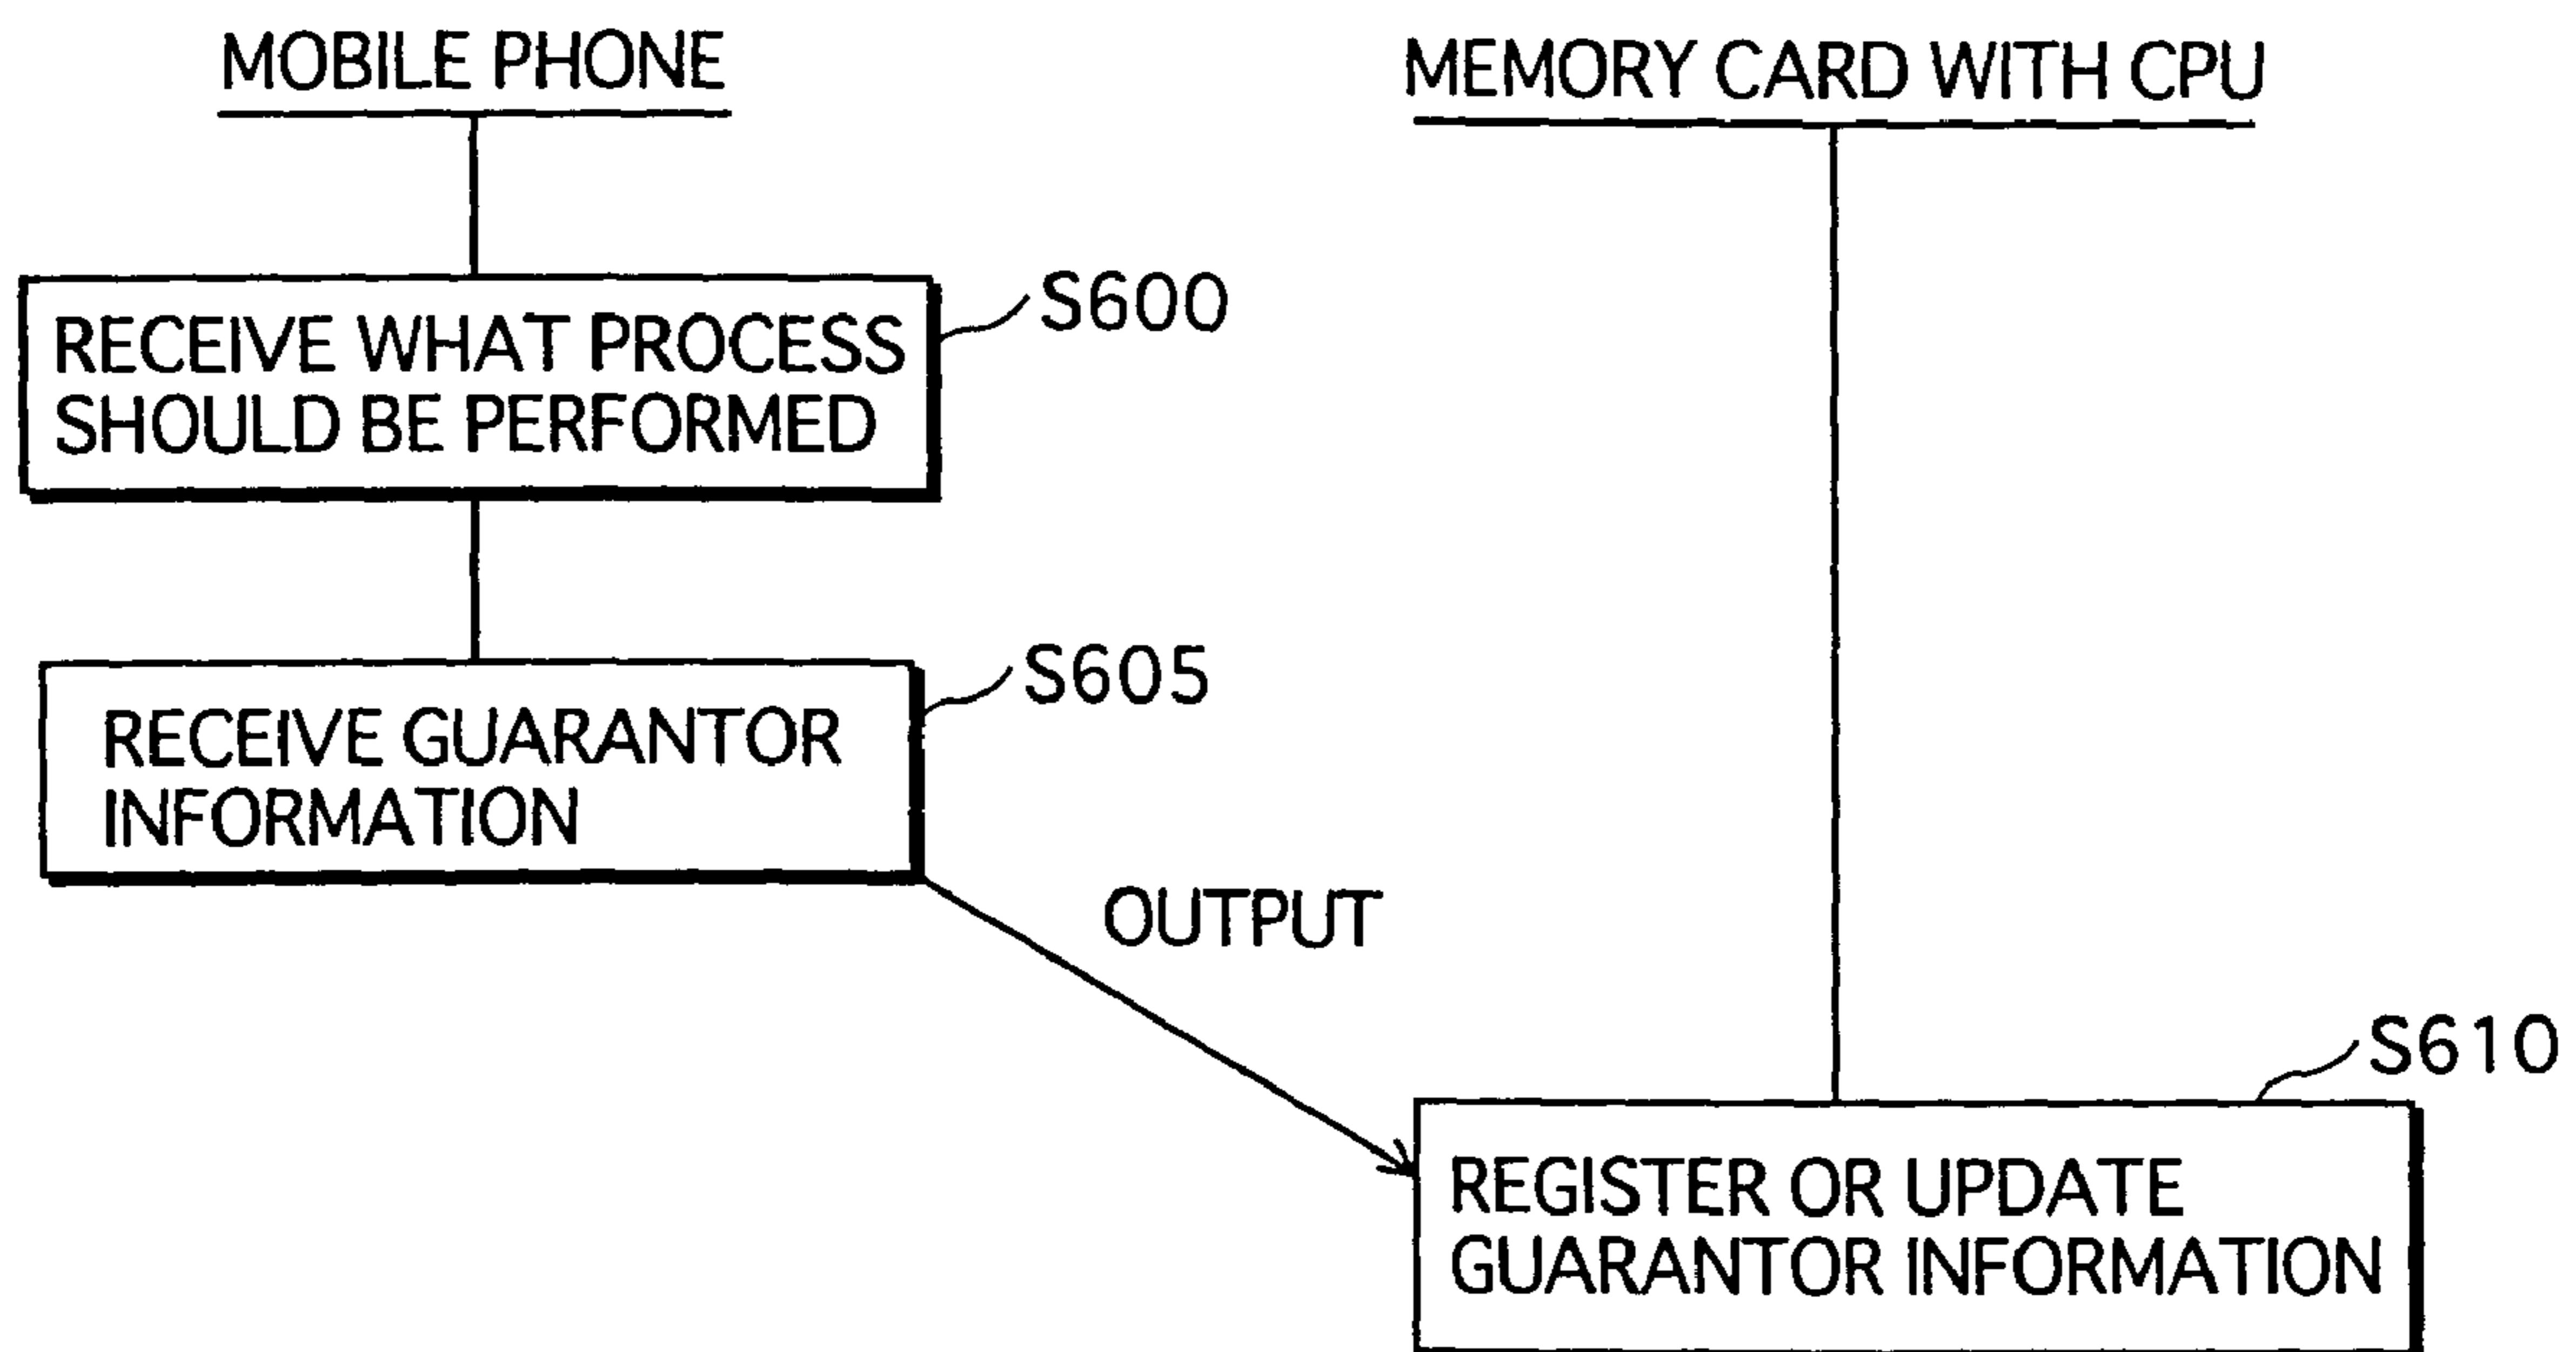 MOBILE PHONE
MEMORY CARD WITH CPU
S600
RECEIVE WHAT PROCESS
SHOULD BE PERFORMED
S605
RECEIVE GUARANTOR
INFORMATION
OUTPUT
S610
REGISTER OR UPDATE
GUARANTOR INFORMATION